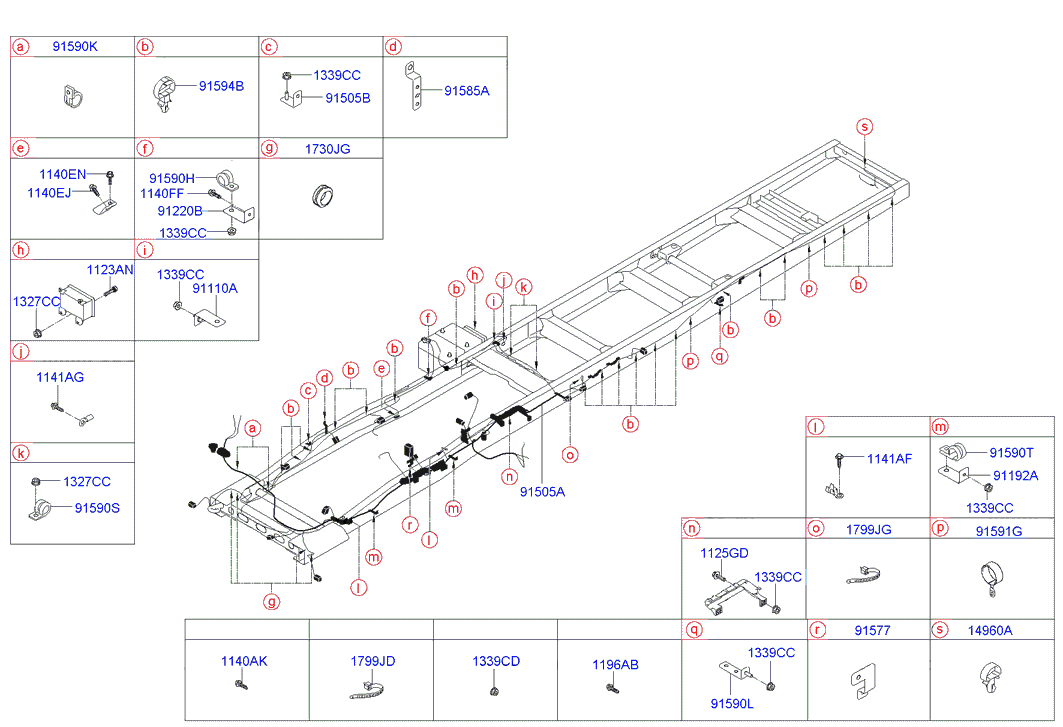 a 91590K b c d
91594B
1339CC
91505B
91585A
e f g 1730JG
1140EN
1140EJ
91590H
1140FF
91220B
1339CC
h i
1123AN
1327CC
1339CC
91110A
j
1141AG
k
1327CC
91590S
s
h j k
b i
f
b
e
b
d
c
b
a
b
p
b
b
q
p
b
o
n
91505A
m
r
l
m
l
g
l m
1141AF
91590T
91192A
1339CC
n o 1799JG p 91591G
1125GD
1339CC
q r 91577 s 14960A
1140AK 1799JD 1339CD 1196AB
1339CC
91590L